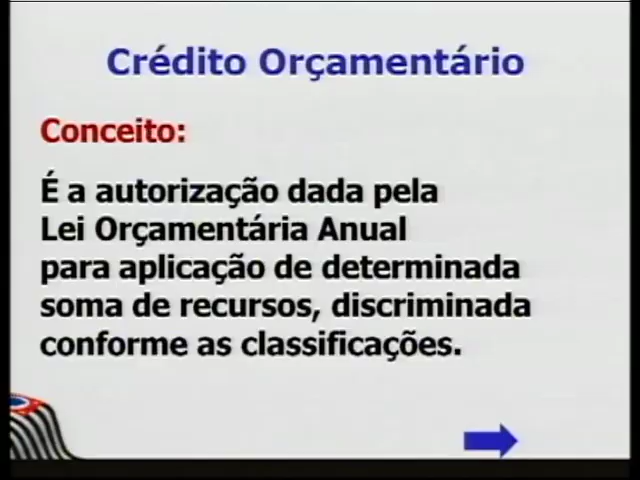 Crédito Orçamentário
Conceito:
É a autorização dada pela
Lei Orçamentária Anual
para aplicação de determinada
soma de recursos, discriminada
conforme as classificações.